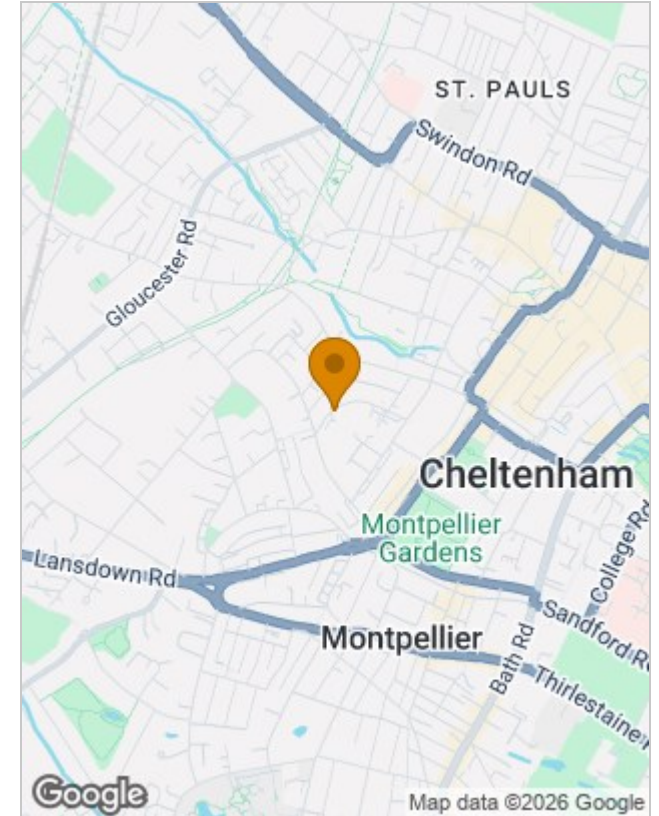 ST. PAULS
Swindon Rd
Gloucester Rd
Cheltenham
College Rd
Montpellier
Gardens
Lansdown Rd
Sandford
Montpellier
Bath Rd
Thirlestaine
Google
Map data ©2026 Google